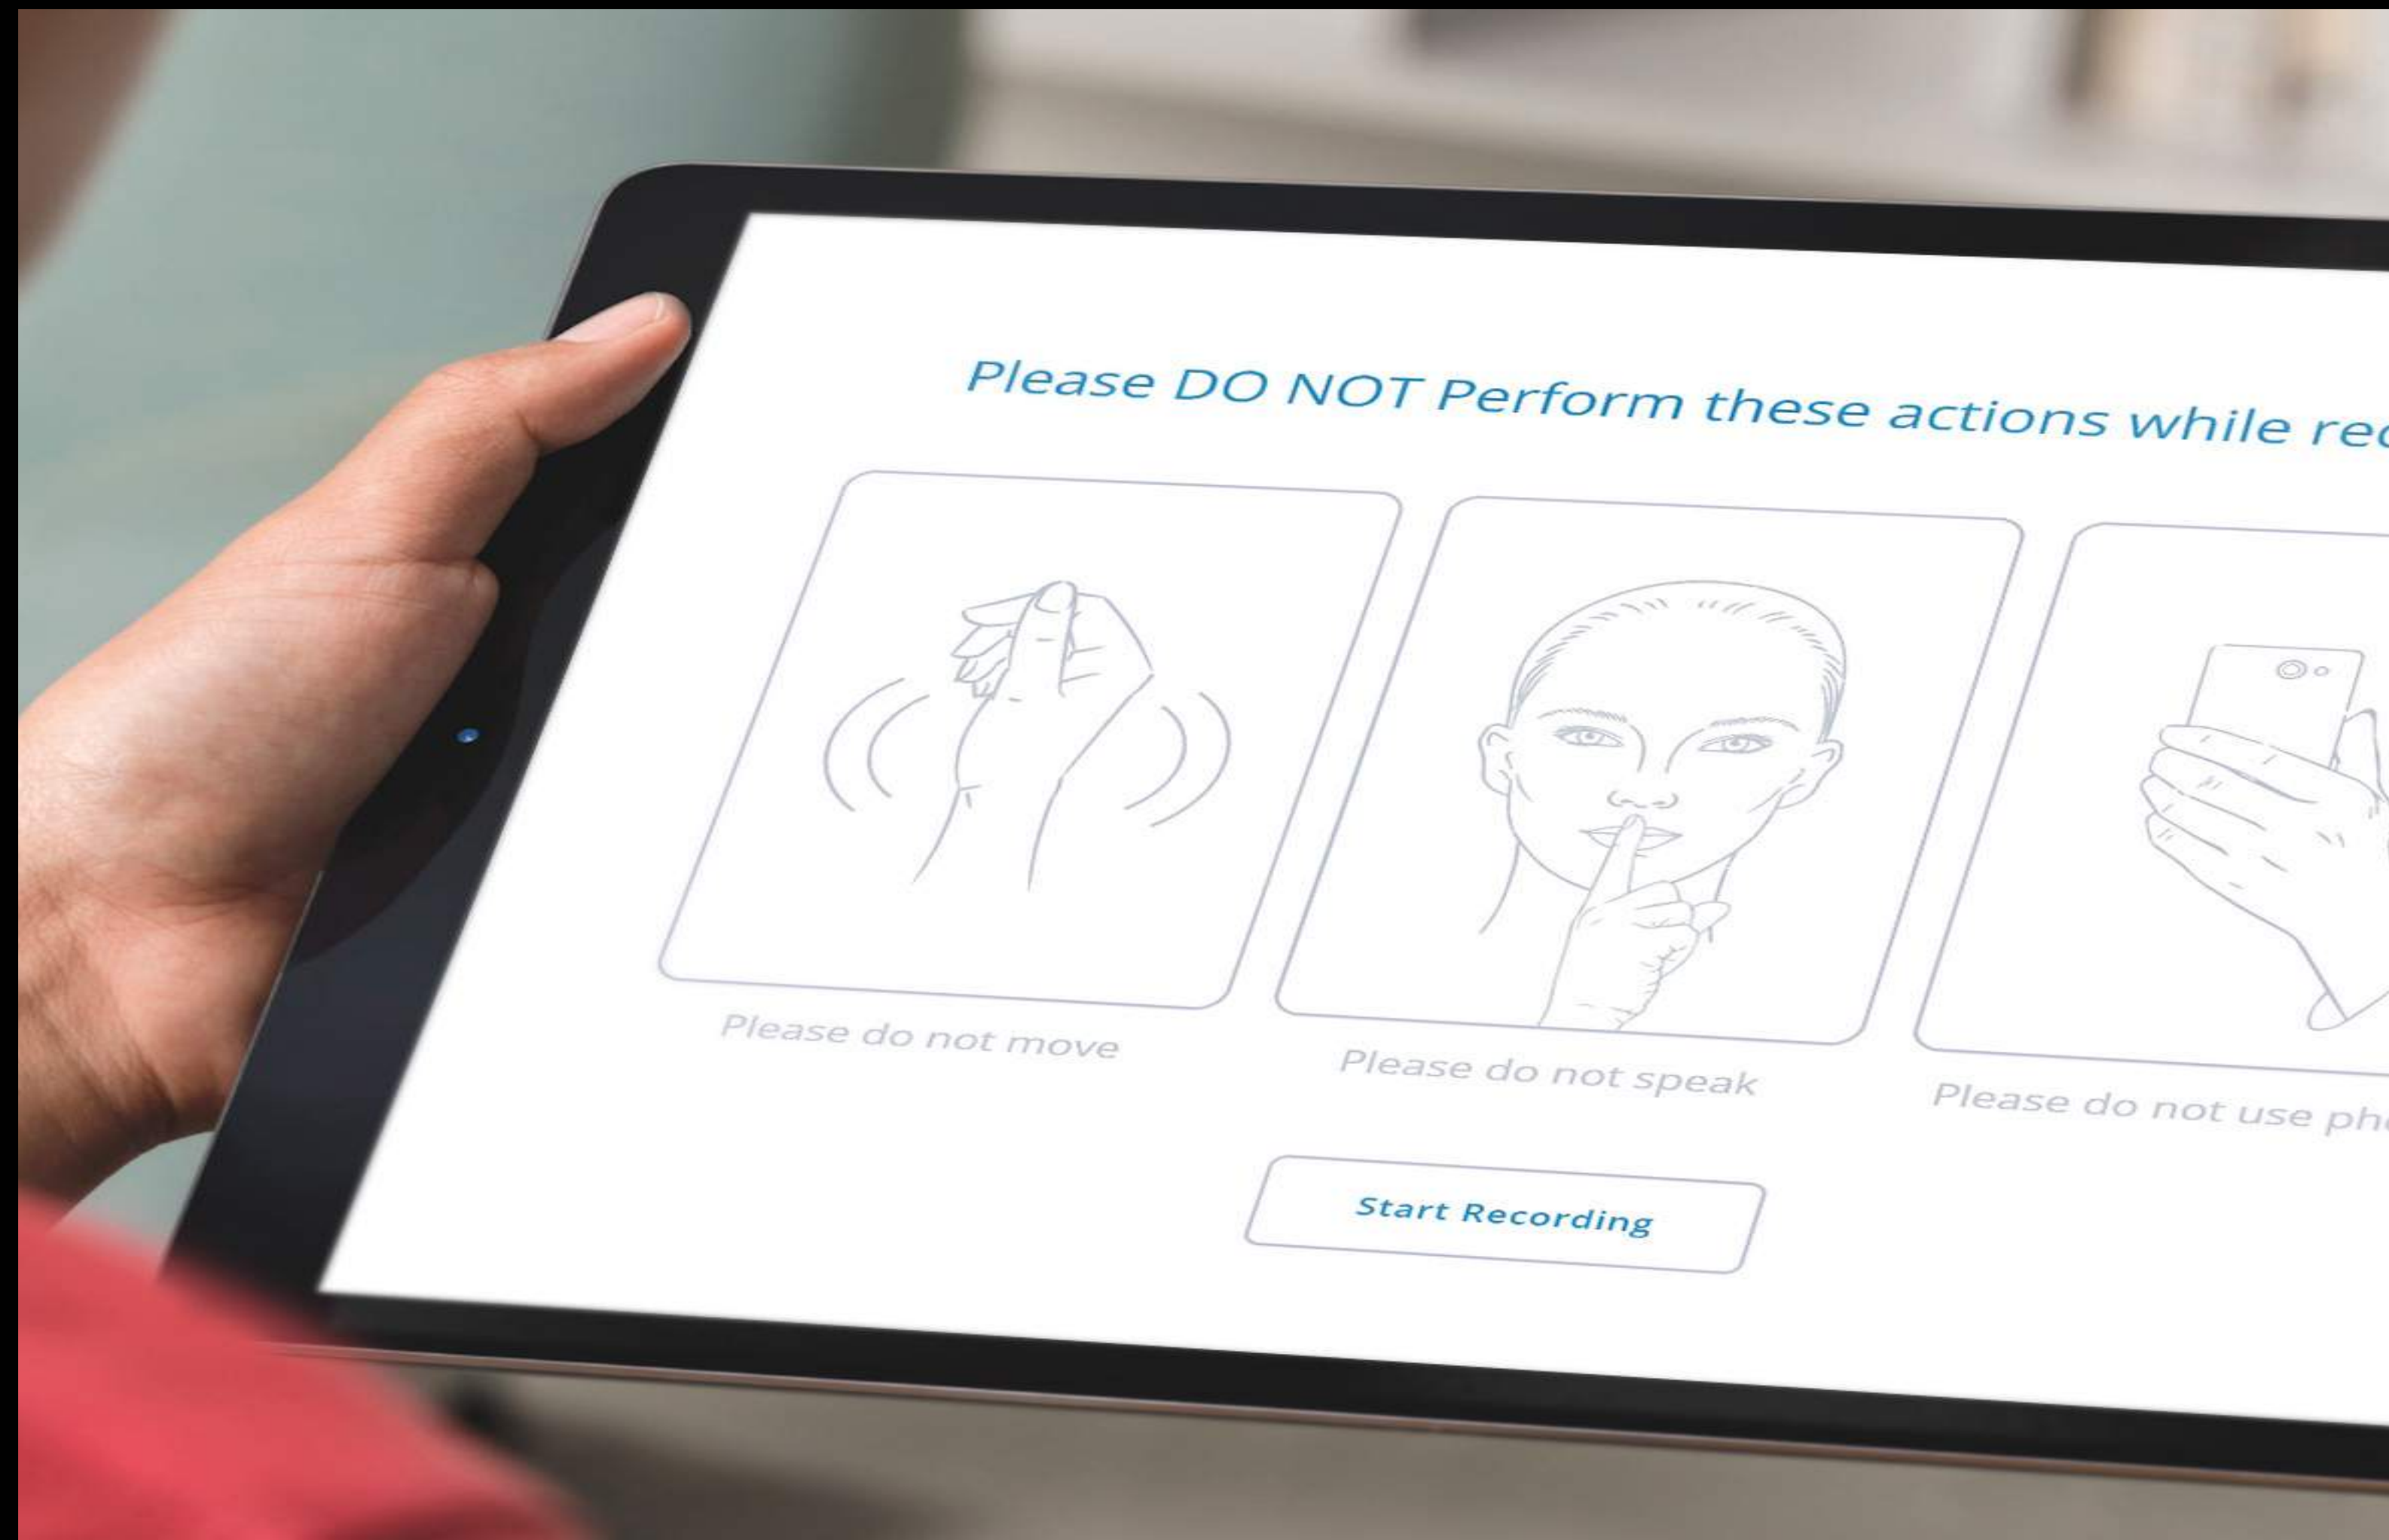 Please DO NOT Perform these actions while
Please do not move
Please do not speak
Please do not use
Start Recording